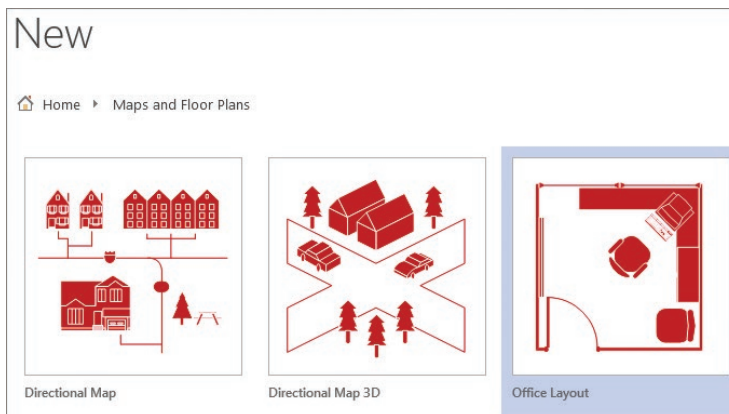 New
Home Maps and Floor Plans
Directional Map Directional Map 3D Office Layout